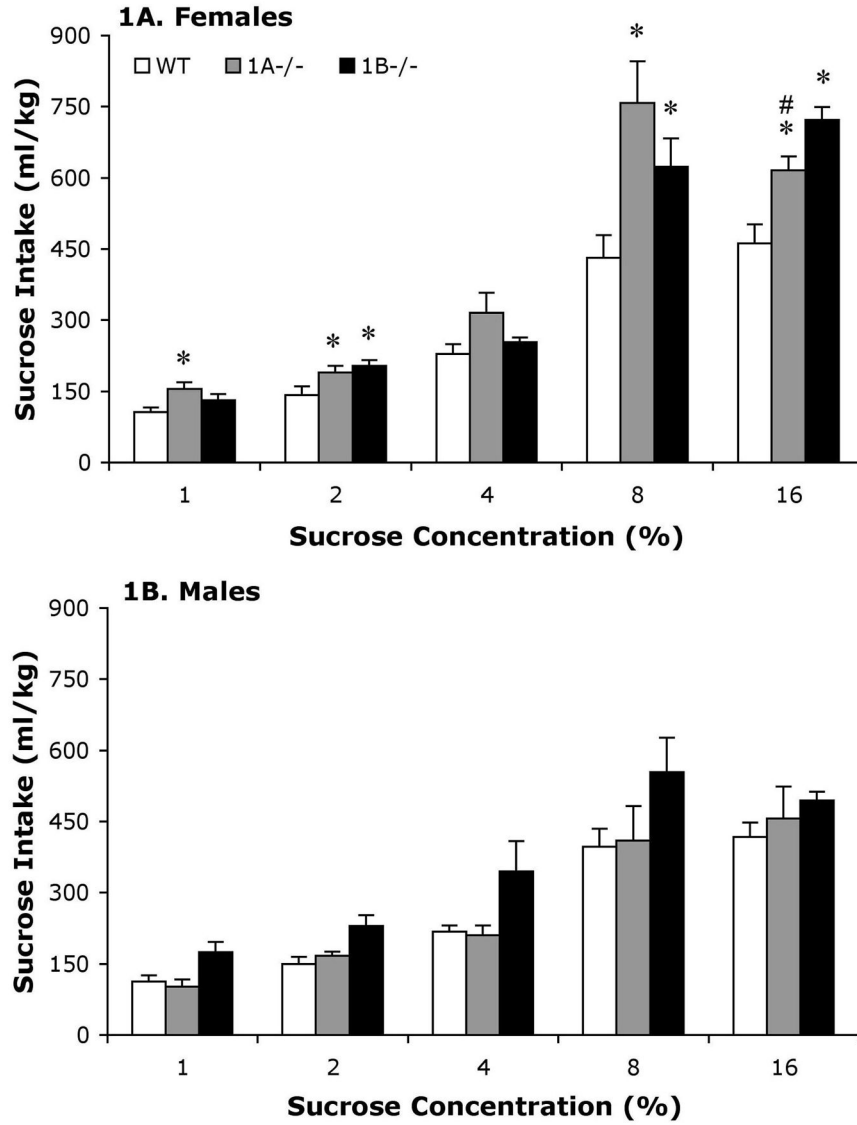 1A. Females
900
750
600
450
300
150
0
Sucrose Intake (ml/kg)
WT 1A-/- 1B-/-
* * * * * # * *
1 2 4 8 16
Sucrose Concentration (%)
1B. Males
900
750
600
450
300
150
0
Sucrose Intake (ml/kg)
1 2 4 8 16
Sucrose Concentration (%)